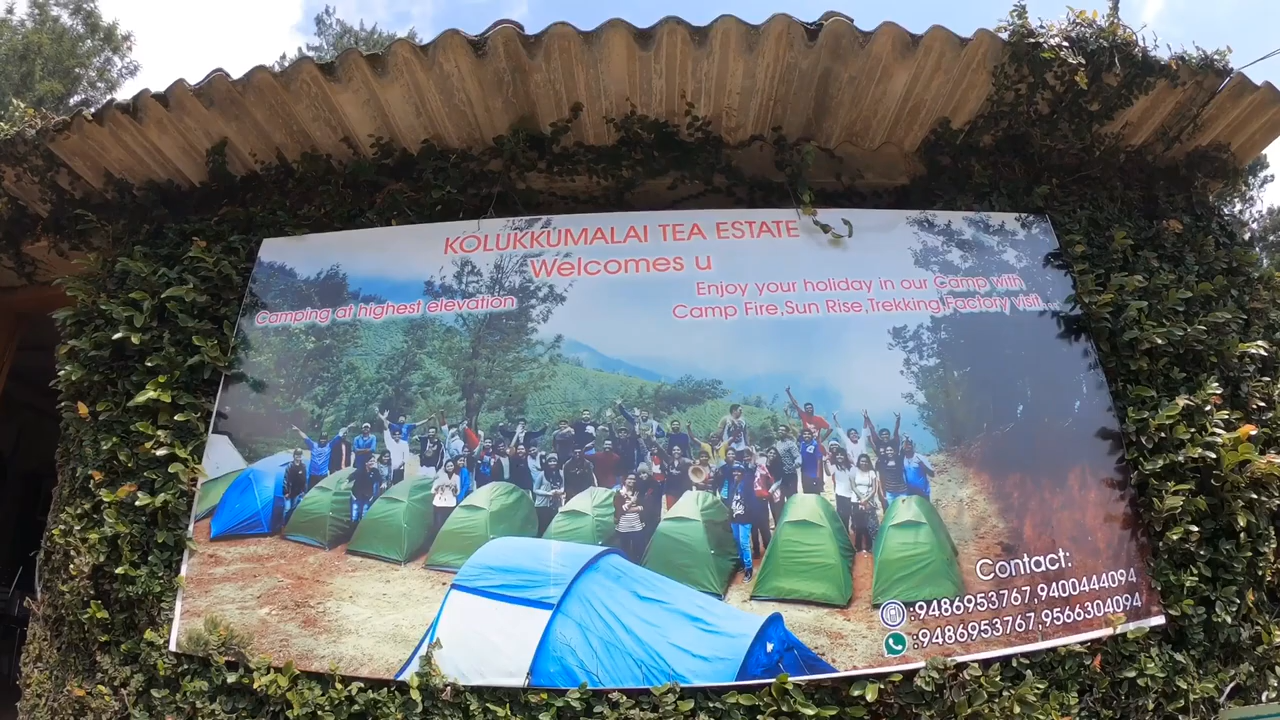 KOLUKKUMALAI TEA ESTATE
Welcomes u
Camping at highest elevation
Enjoy your holiday in our Camp with
Camp Fire,Sun Rise,Trekking,Factory visit....
Contact:
:9486953767,9400444094
:9486953767,9566304094